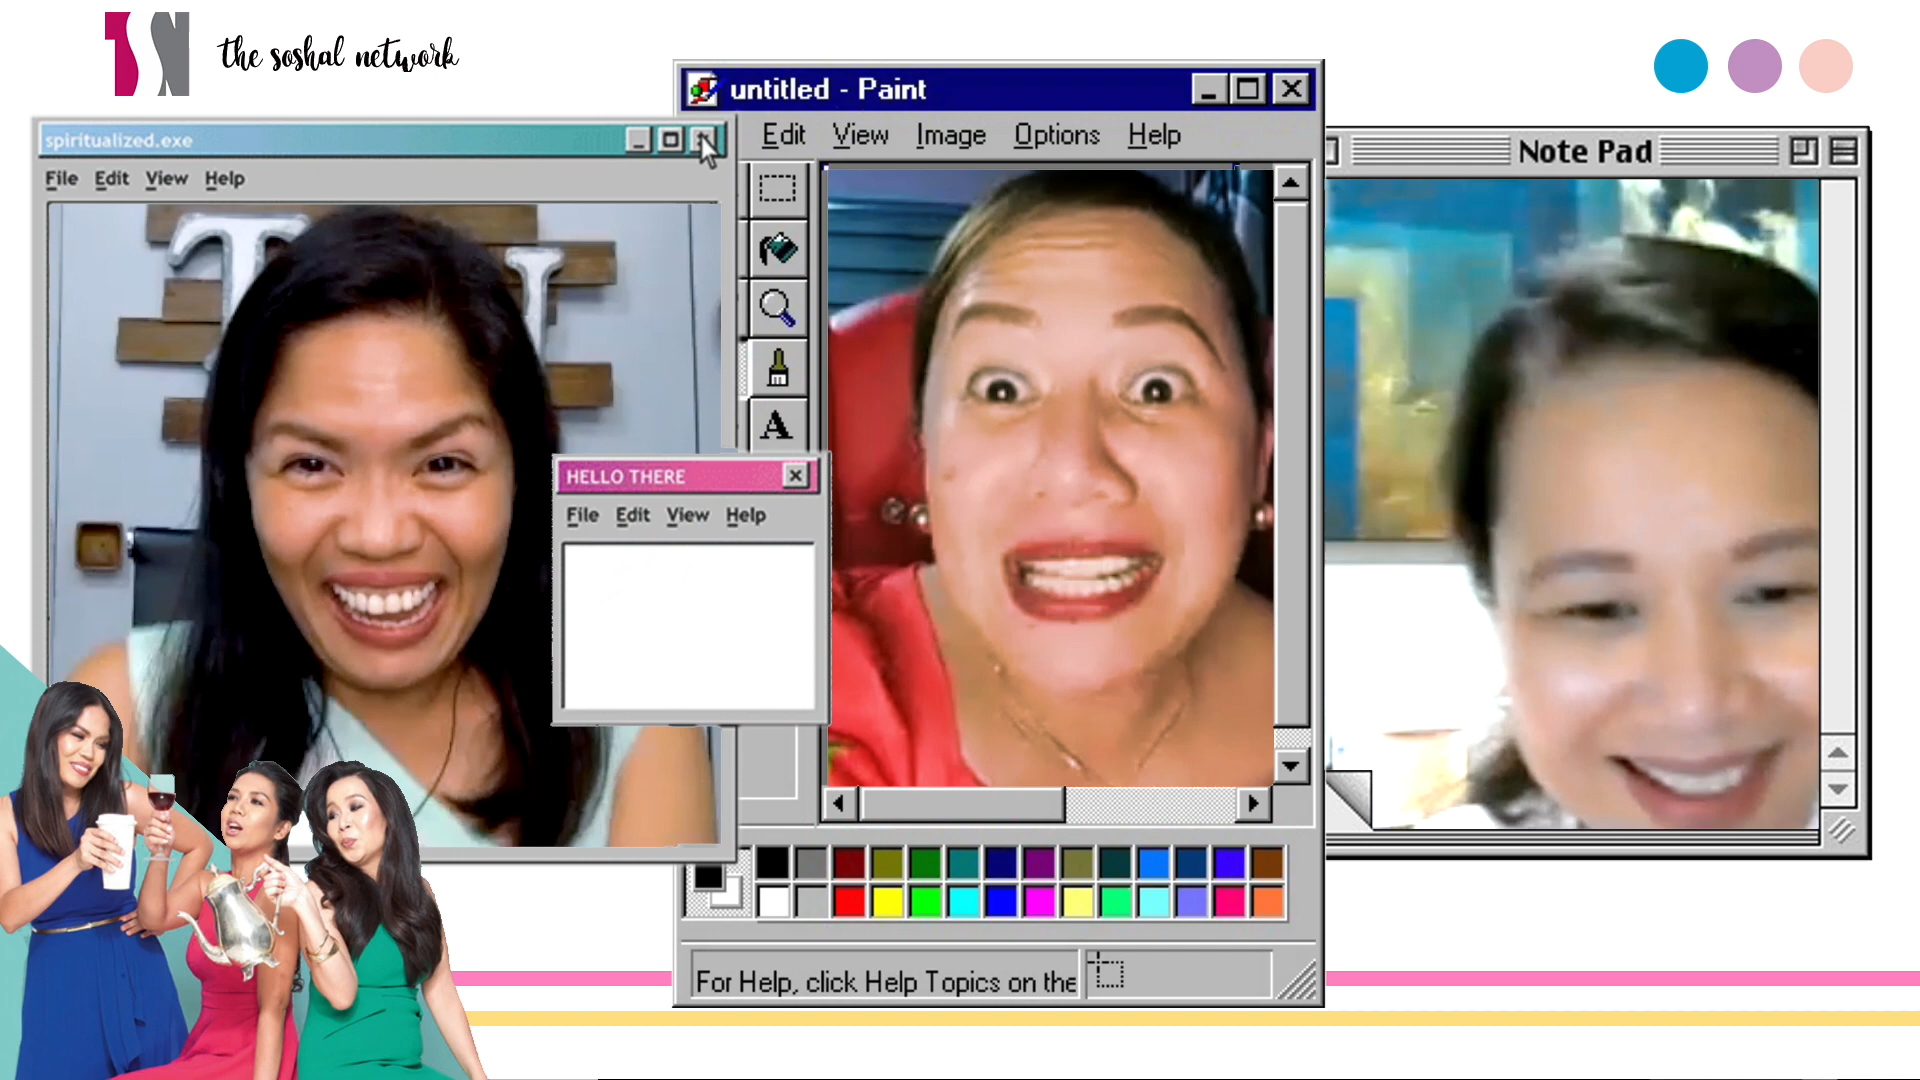 TSN
the soshal network
untitled - Paint
Edit View Image Options Help
spiritualized.exe
File Edit View Help
Note Pad
A
HELLO THERE
File Edit View Help
For Help, click Help Topics on the